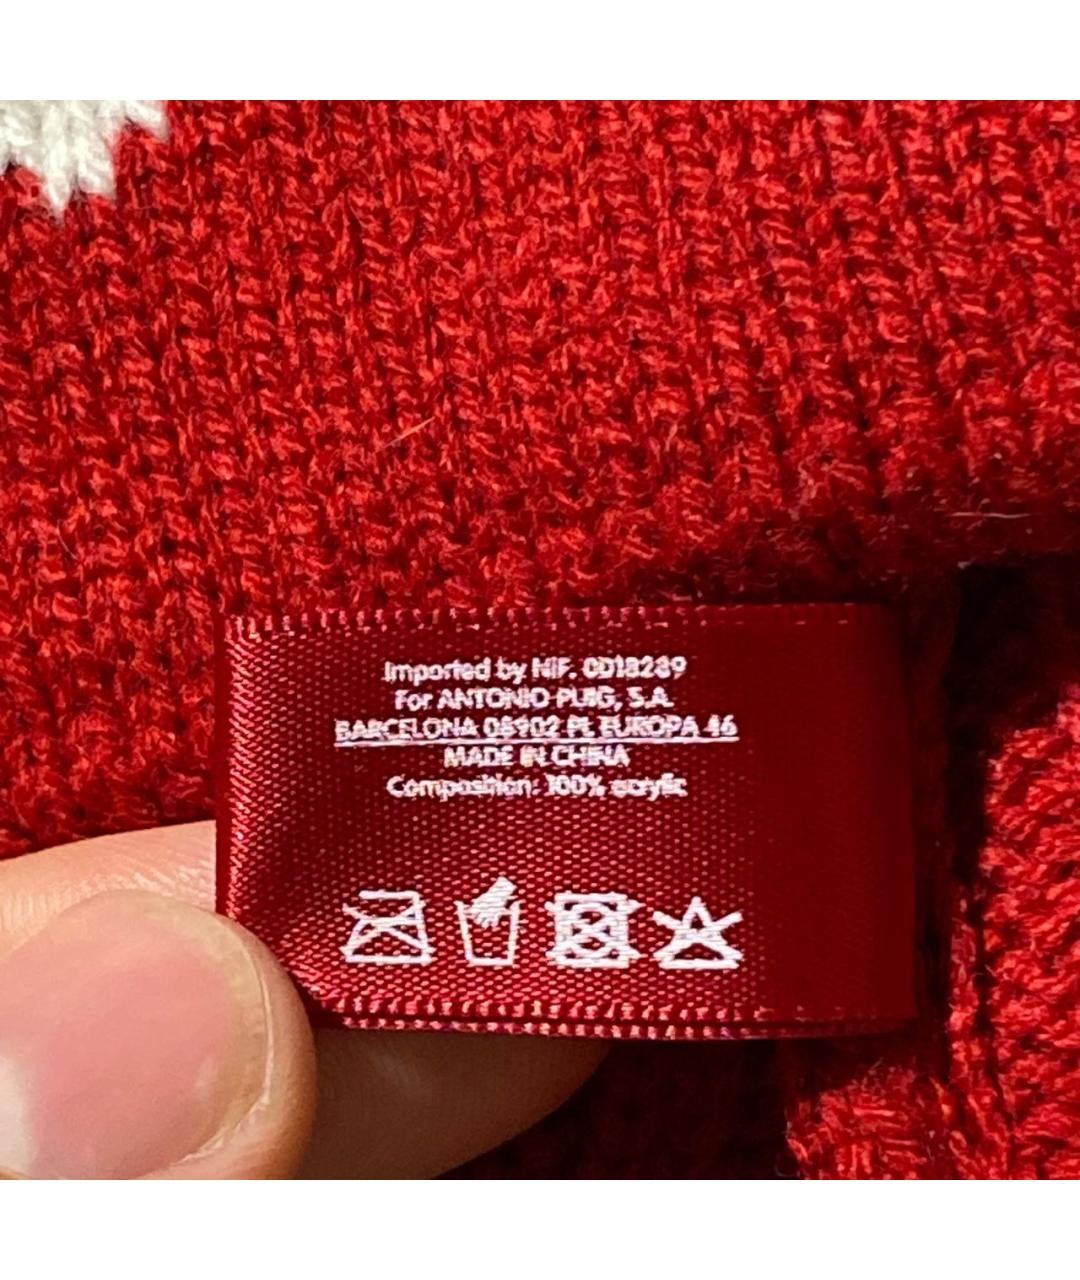 Imported by NIF. 0018289
For ANTONIO PUIG, S.A.
BARCELONA 08902 PL EUROPA 46
MADE IN CHINA
Composition: 100% acrylic